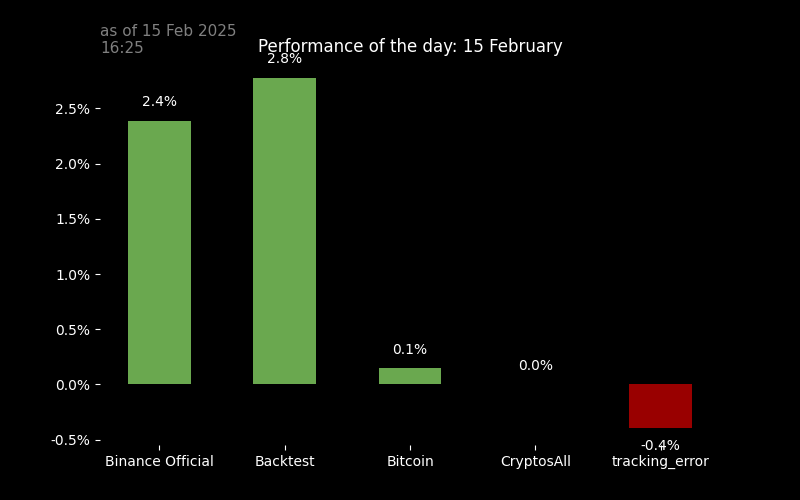 as of 15 Feb 2025
16:25
Performance of the day: 15 February
2.8%
2.4%
2.5%
2.0%
1.5%
1.0%
0.5%
0.1%
0.0%
0.0%
-0.5%
-0.4%
Binance Official
Backtest
Bitcoin
CryptosAll
tracking_error